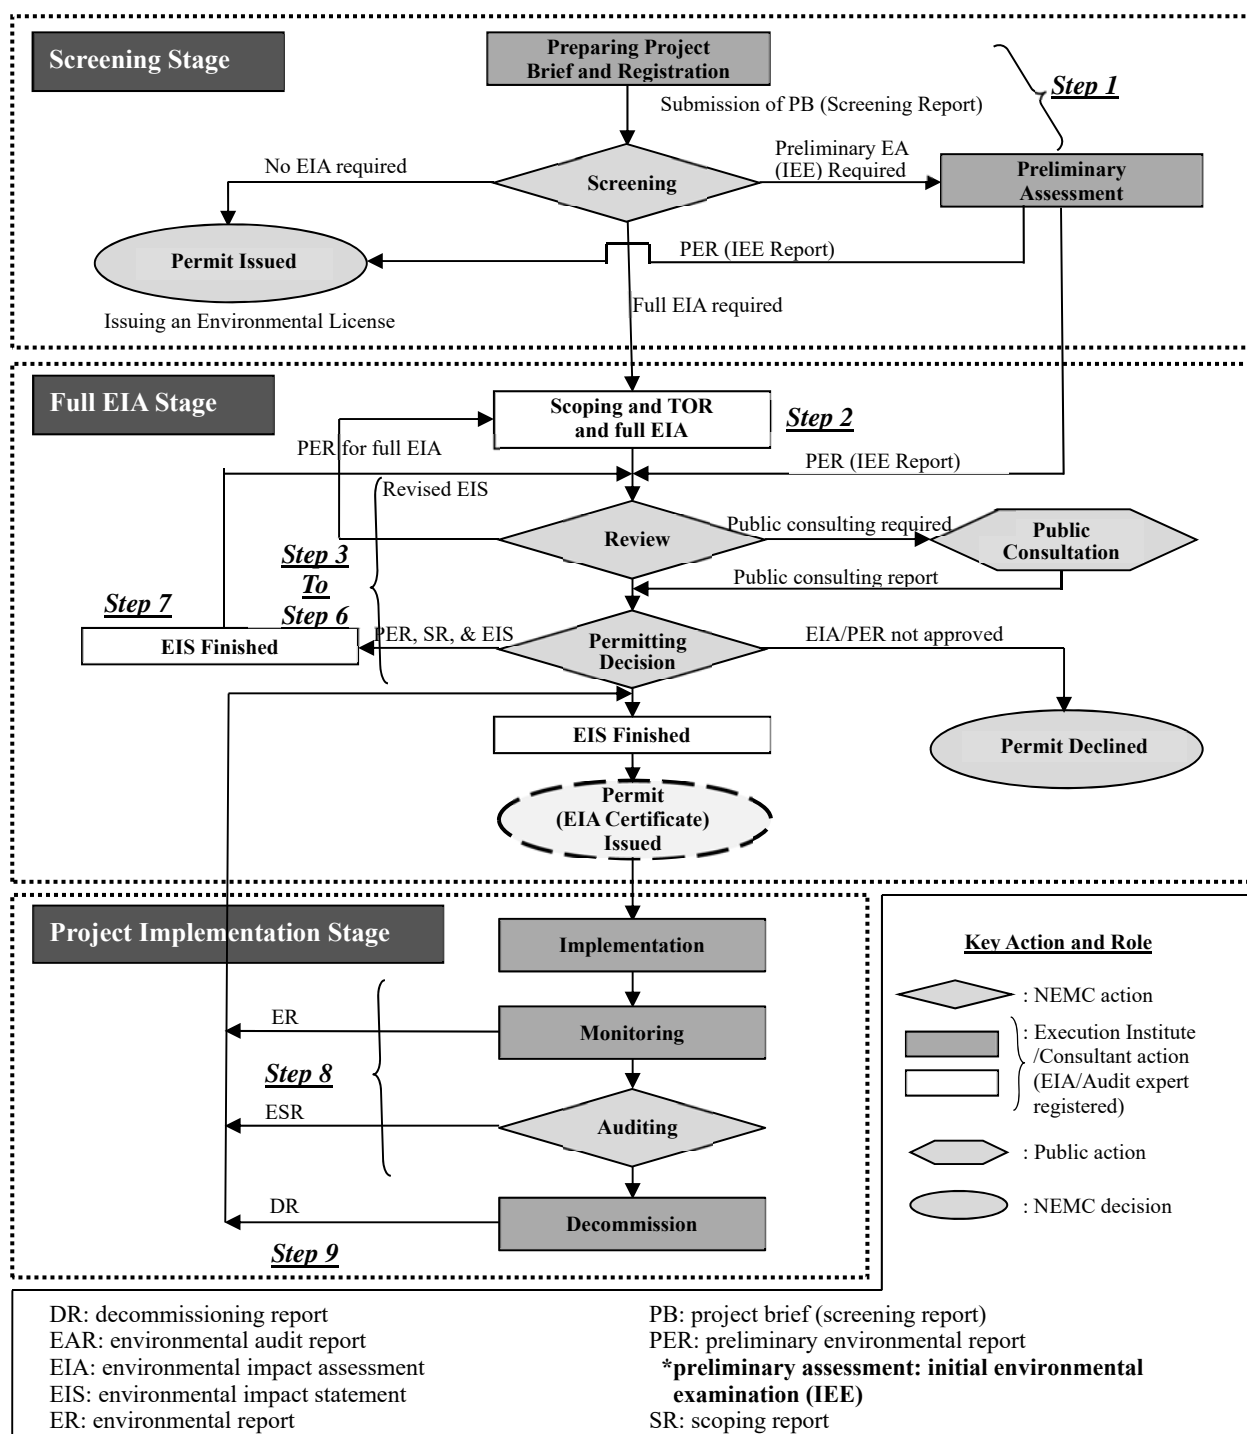 Screening Stage
Preparing Project
Brief and Registration
Step 1
Submission of PB (Screening Report)
No EIA required
Preliminary EA
(IEE) Required
Screening
Preliminary
Assessment
Permit Issued
PER (IEE Report)
Issuing an Environmental License
Full EIA required
Full EIA Stage
Scoping and TOR
and full EIA
Step 2
PER for full EIA
PER (IEE Report)
Revised EIS
Review
Public consulting required
Public
Consultation
Step 3
To
Step 6
Public consulting report
Step 7
EIS Finished
PER, SR, & EIS
Permitting
Decision
EIA/PER not approved
EIS Finished
Permit Declined
Permit
(EIA Certificate)
Issued
Project Implementation Stage
Implementation
ER
Monitoring
Step 8
ESR
Auditing
DR
Decommission
Step 9
Key Action and Role
: NEMC action
: Execution Institute
/Consultant action
(EIA/Audit expert
registered)
: Public action
: NEMC decision
DR: decommissioning report
EAR: environmental audit report
EIA: environmental impact assessment
EIS: environmental impact statement
ER: environmental report
PB: project brief (screening report)
PER: preliminary environmental report
*preliminary assessment: initial environmental
examination (IEE)
SR: scoping report